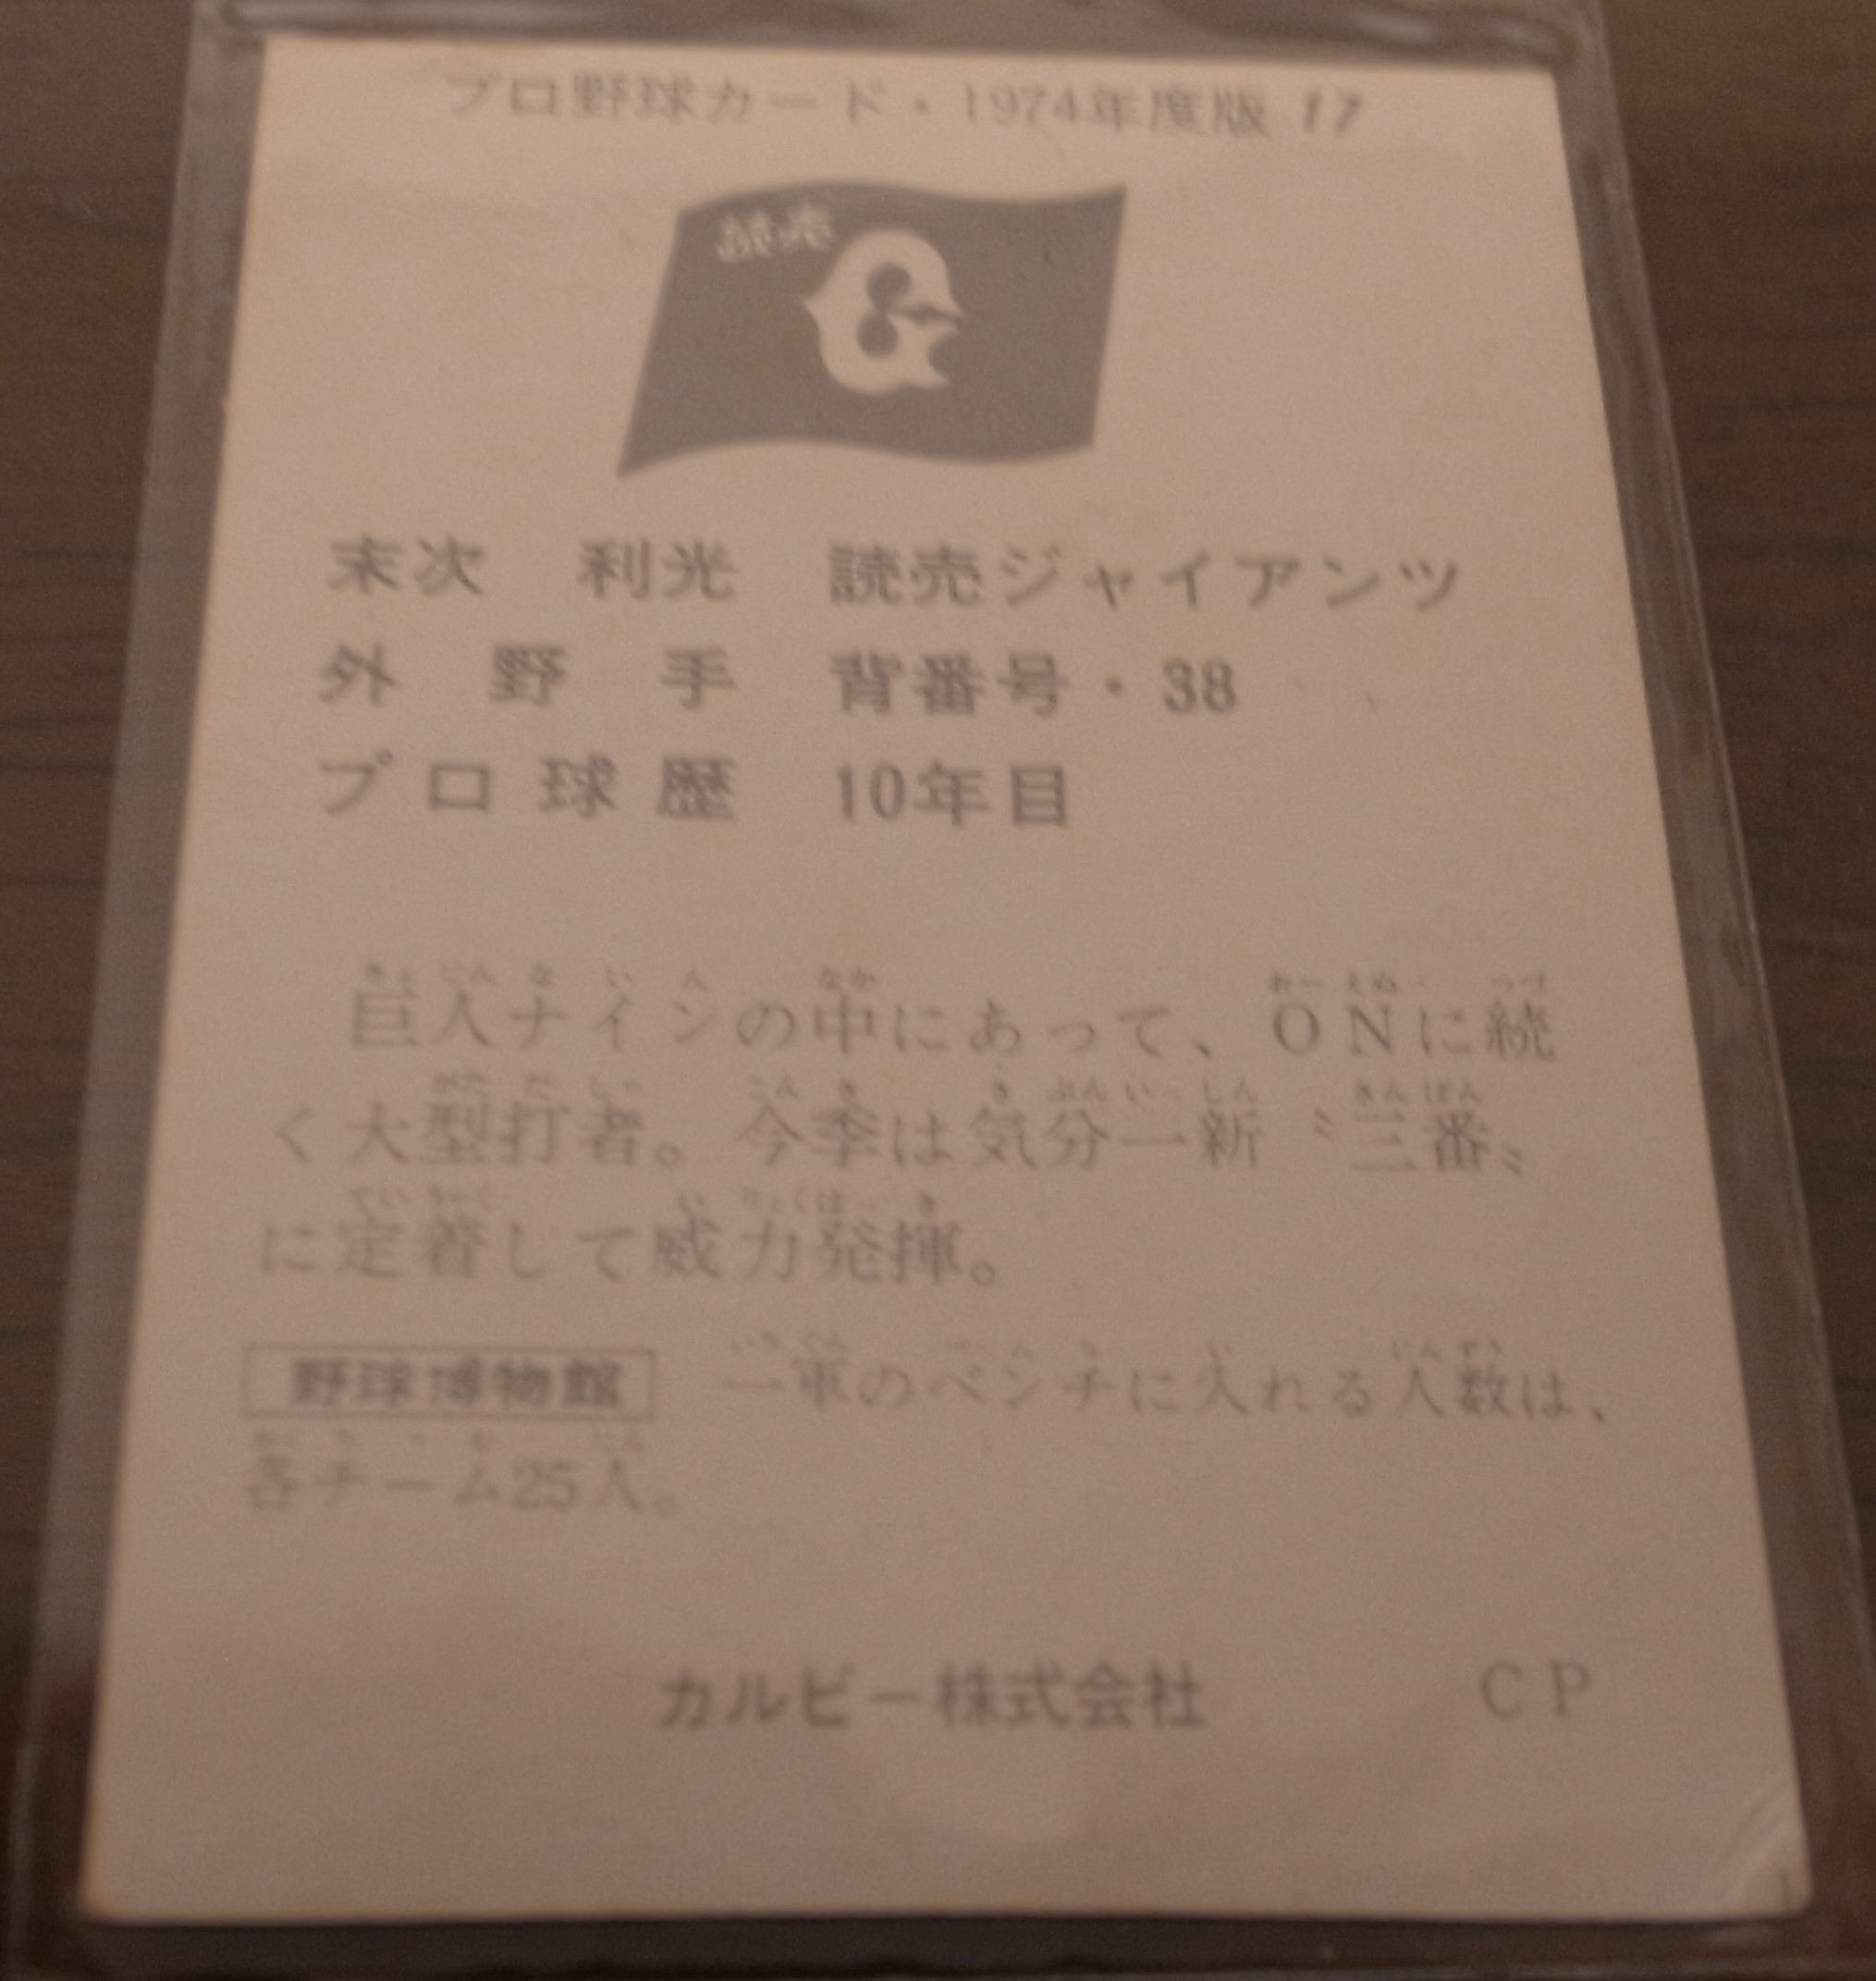 プロ野球カード・1974年度版 17
読売
G
末次 利光 読売ジャイアンツ
外野手 背番号・38
プロ球歴 10年目
巨人ナインの中にあって、ONに続
く大型打者。今季は気分一新〝三番〟
に定着して威力発揮。
野球博物館 一軍のベンチに入れる人数は、
各チーム25人。
カルビー株式会社 CP